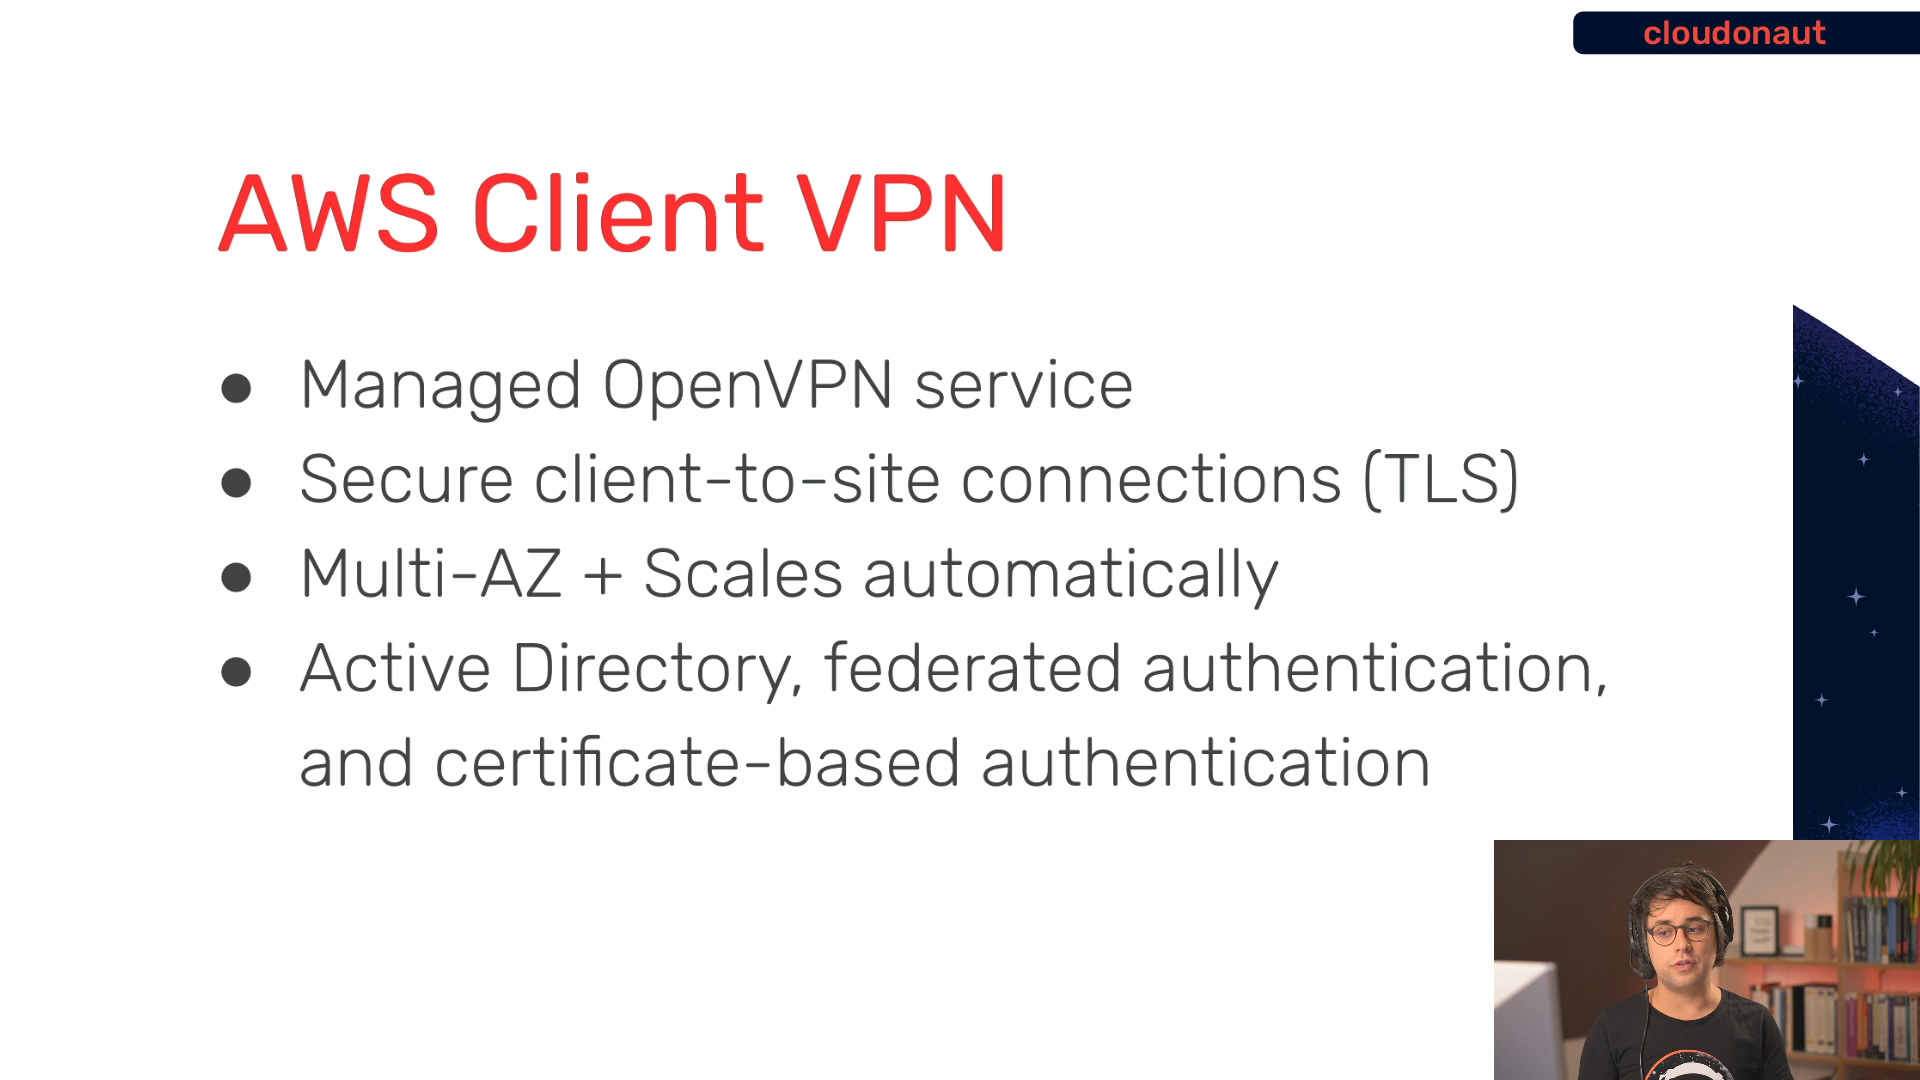 cloudonaut
AWS Client VPN
● Managed OpenVPN service
● Secure client-to-site connections (TLS)
● Multi-AZ + Scales automatically
● Active Directory, federated authentication,
and certificate-based authentication